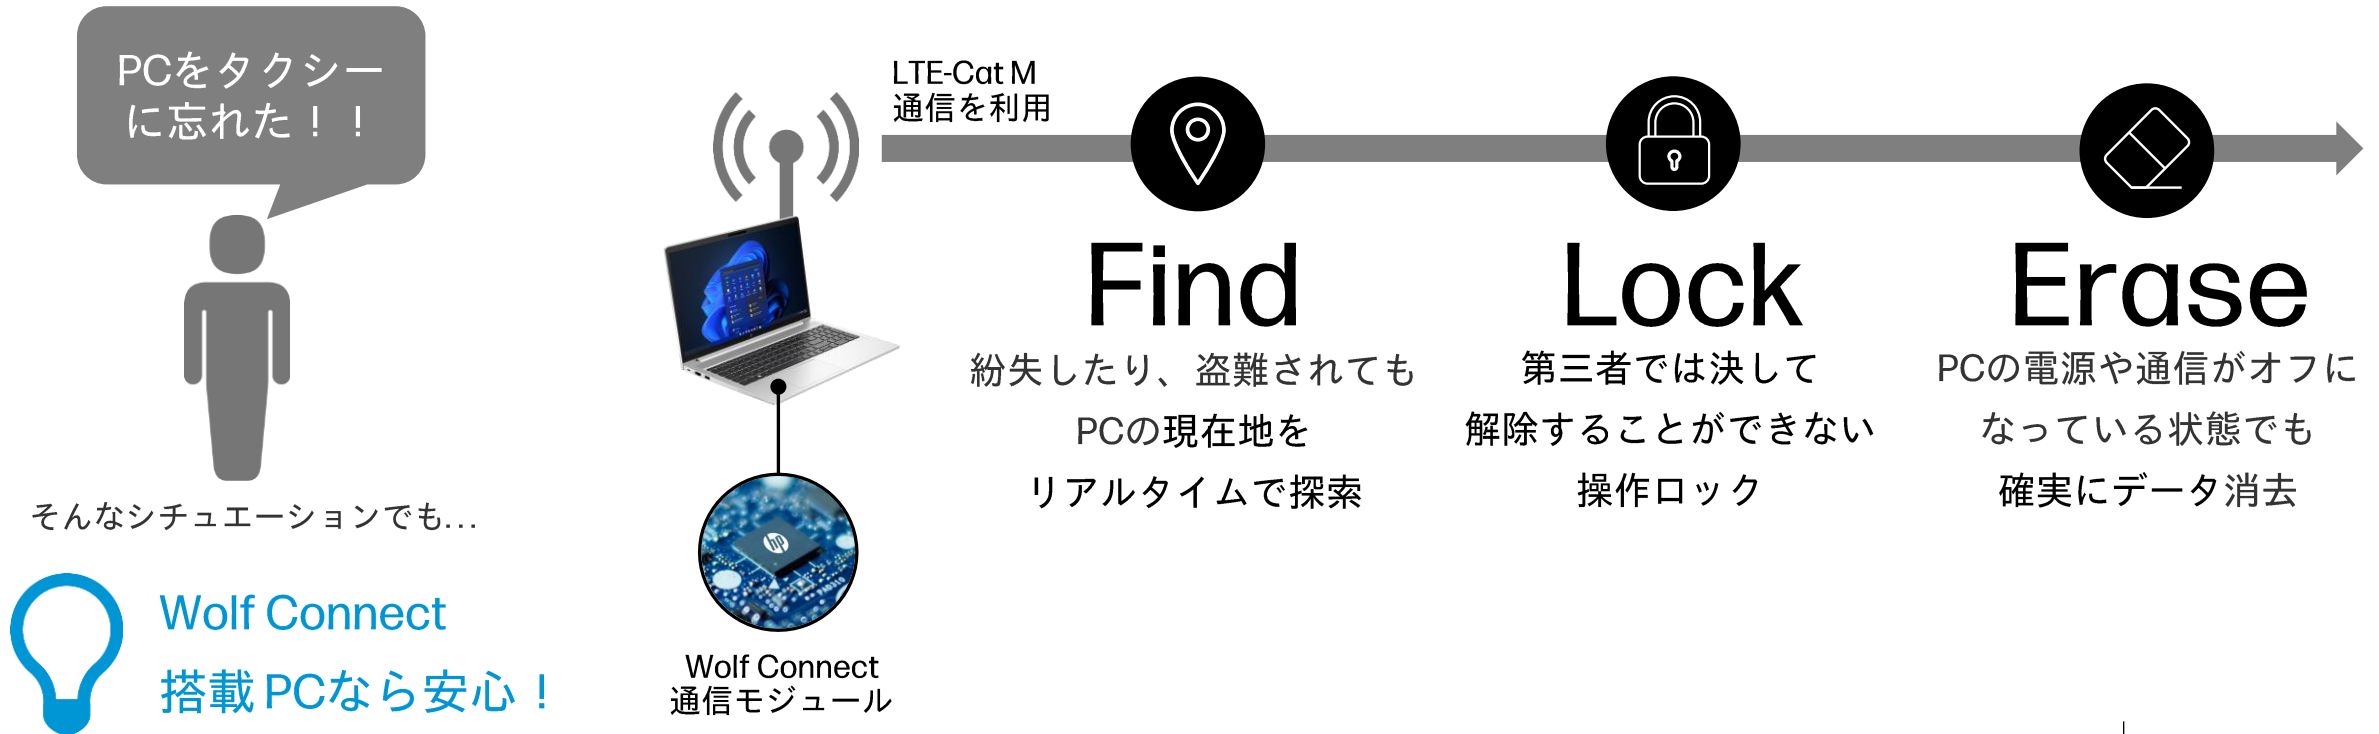 PCをタクシー
に忘れた！！
そんなシチュエーションでも...
Wolf Connect
搭載PCなら安心！
LTE-Cat M
通信を利用
hp
Wolf Connect
通信モジュール
Find
紛失したり、盗難されても
PCの現在地を
リアルタイムで探索
Lock
第三者では決して
解除することができない
操作ロック
Erase
PCの電源や通信がオフに
なっている状態でも
確実にデータ消去